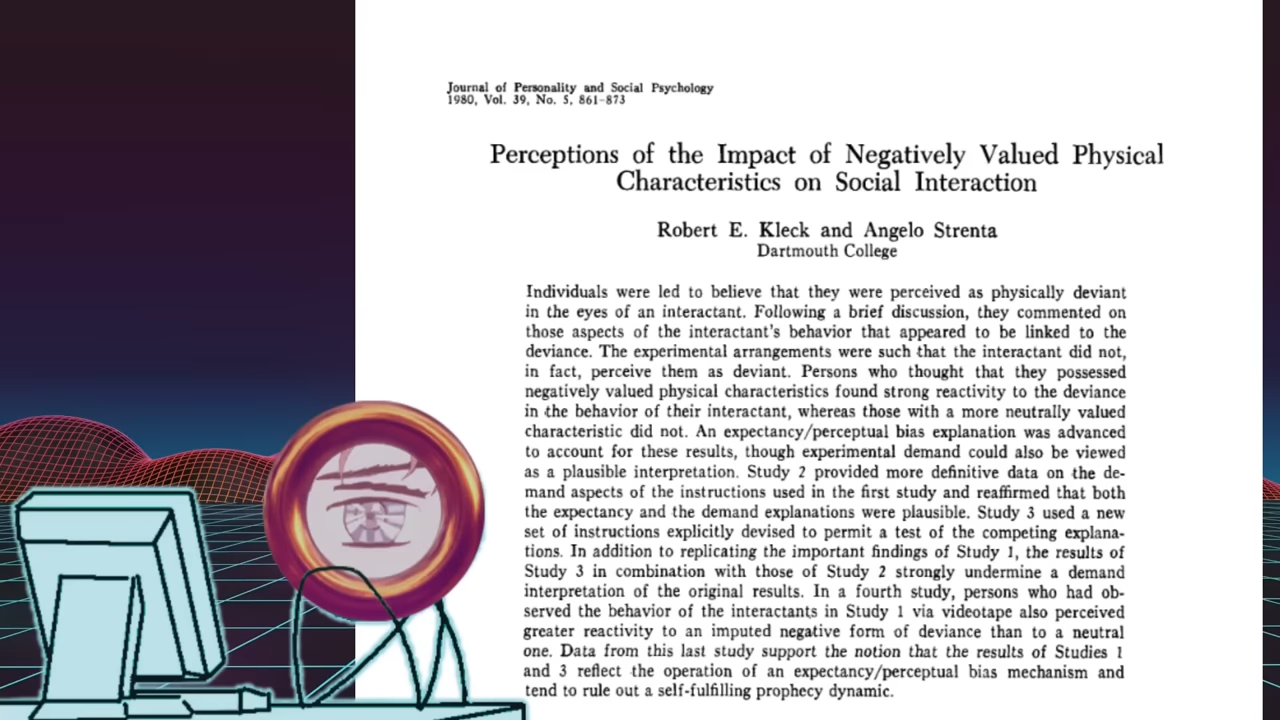 Journal of Personality and Social Psychology
1980, Vol. 39, No. 5, 861-873
Perceptions of the Impact of Negatively Valued Physical
Characteristics on Social Interaction
Robert E. Kleck and Angelo Strenta
Dartmouth College
Individuals were led to believe that they were perceived as physically deviant
in the eyes of an interactant. Following a brief discussion, they commented on
those aspects of the interactant's behavior that appeared to be linked to the
deviance. The experimental arrangements were such that the interactant did not,
in fact, perceive them as deviant. Persons who thought that they possessed
negatively valued physical characteristics found strong reactivity to the deviance
in the behavior of their interactant, whereas those with a more neutrally valued
characteristic did not. An expectancy/perceptual bias explanation was advanced
to account for these results, though experimental demand could also be viewed
as a plausible interpretation. Study 2 provided more definitive data on the de-
mand aspects of the instructions used in the first study and reaffirmed that both
the expectancy and the demand explanations were plausible. Study 3 used a new
set of instructions explicitly devised to permit a test of the competing explana-
tions. In addition to replicating the important findings of Study 1, the results of
Study 3 in combination with those of Study 2 strongly undermine a demand
interpretation of the original results. In a fourth study, persons who had ob-
served the behavior of the interactants in Study 1 via videotape also perceived
greater reactivity to an imputed negative form of deviance than to a neutral
one. Data from this last study support the notion that the results of Studies 1
and 3 reflect the operation of an expectancy/perceptual bias mechanism and
tend to rule out a self-fulfilling prophecy dynamic.